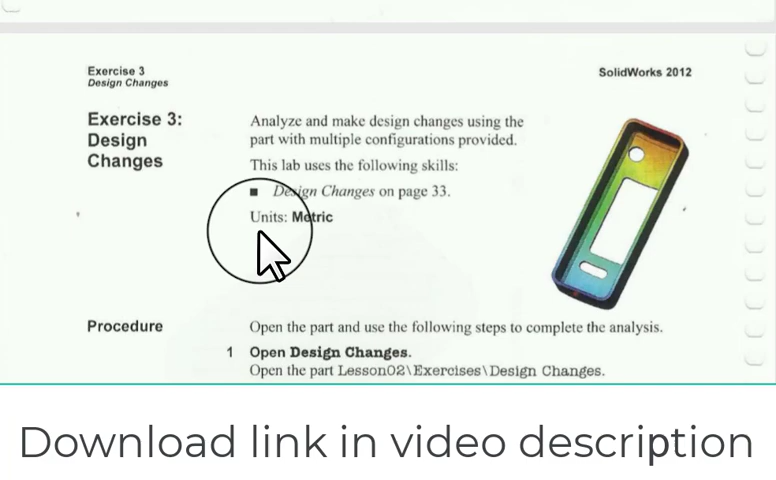 Exercise 3
Design Changes
SolidWorks 2012
Exercise 3:
Design
Changes
Analyze and make design changes using the
part with multiple configurations provided.
This lab uses the following skills:
■ Design Changes on page 33.
Units: Metric
Procedure
Open the part and use the following steps to complete the analysis.
1 Open Design Changes.
Open the part Lesson02\Exercises\Design Changes.
Download link in video description